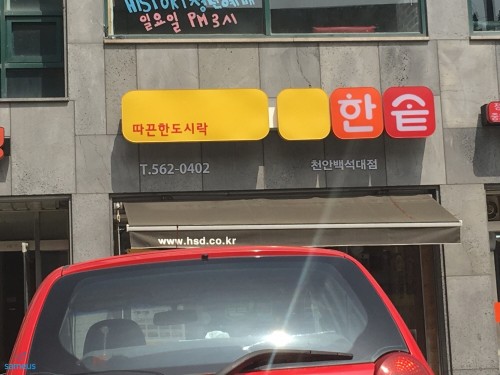 HISTORY
일요일 PM 3시
따끈한도시락
한솥
T.562-0402
천안백석대점
www.hsd.co.kr